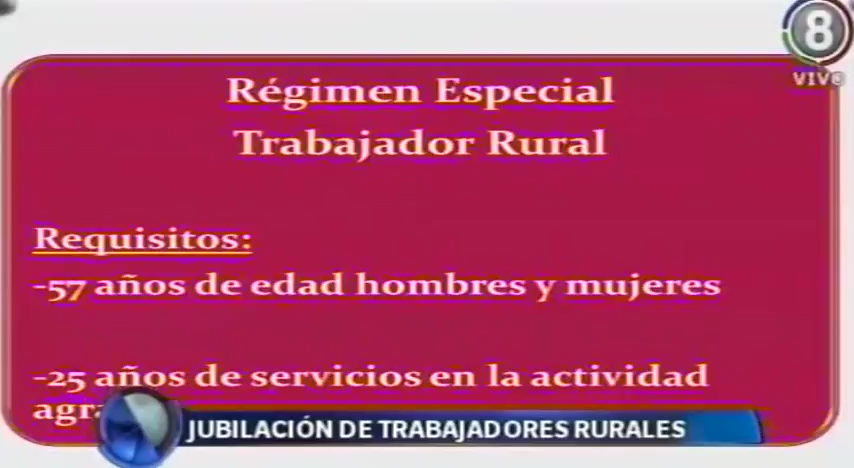 8
VIVO
Régimen Especial
Trabajador Rural
Requisitos:
-57 años de edad hombres y mujeres
-25 años de servicios en la actividad
JUBILACIÓN DE TRABAJADORES RURALES